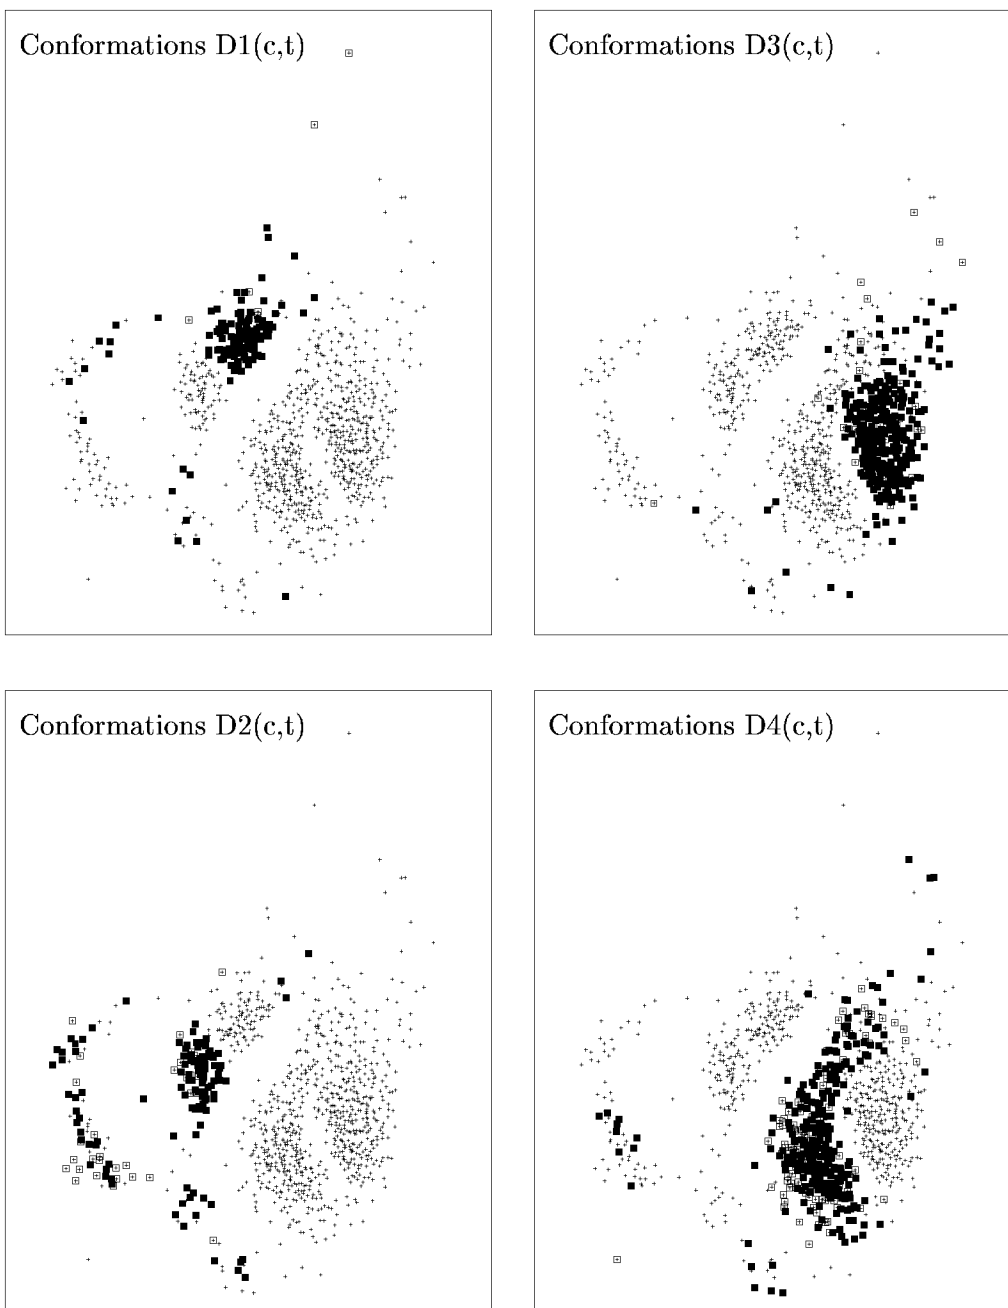 Conformations D1(c,t)
Conformations D3(c,t)
Conformations D2(c,t)
Conformations D4(c,t)